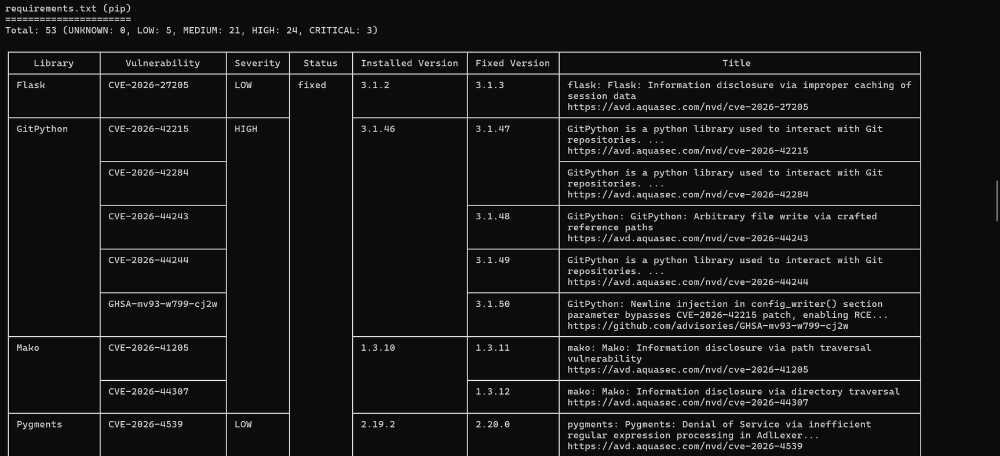 requirements.txt (pip)
======================
Total: 53 (UNKNOWN: 0, LOW: 5, MEDIUM: 21, HIGH: 24, CRITICAL: 3)
Library Vulnerability Severity Status Installed Version Fixed Version Title
Flask CVE-2026-27205 LOW fixed 3.1.2 3.1.3 flask: Flask: Information disclosure via improper caching of
session data
https://avd.aquasec.com/nvd/cve-2026-27205
GitPython CVE-2026-42215 HIGH 3.1.46 3.1.47 GitPython is a python library used to interact with Git
repositories. ...
https://avd.aquasec.com/nvd/cve-2026-42215
CVE-2026-42284 GitPython is a python library used to interact with Git
repositories. ...
https://avd.aquasec.com/nvd/cve-2026-42284
CVE-2026-44243 3.1.48 GitPython: GitPython: Arbitrary file write via crafted
reference paths
https://avd.aquasec.com/nvd/cve-2026-44243
CVE-2026-44244 3.1.49 GitPython is a python library used to interact with Git
repositories. ...
https://avd.aquasec.com/nvd/cve-2026-44244
GHSA-mv93-w799-cj2w 3.1.50 GitPython: Newline injection in config_writer() section
parameter bypasses CVE-2026-42215 patch, enabling RCE...
https://github.com/advisories/GHSA-mv93-w799-cj2w
Mako CVE-2026-41205 1.3.10 1.3.11 mako: Mako: Information disclosure via path traversal
vulnerability
https://avd.aquasec.com/nvd/cve-2026-41205
CVE-2026-44307 1.3.12 mako: Mako: Information disclosure via directory traversal
https://avd.aquasec.com/nvd/cve-2026-44307
Pygments CVE-2026-4539 LOW 2.19.2 2.20.0 pygments: Pygments: Denial of Service via inefficient
regular expression processing in AdlLexer...
https://avd.aquasec.com/nvd/cve-2026-4539